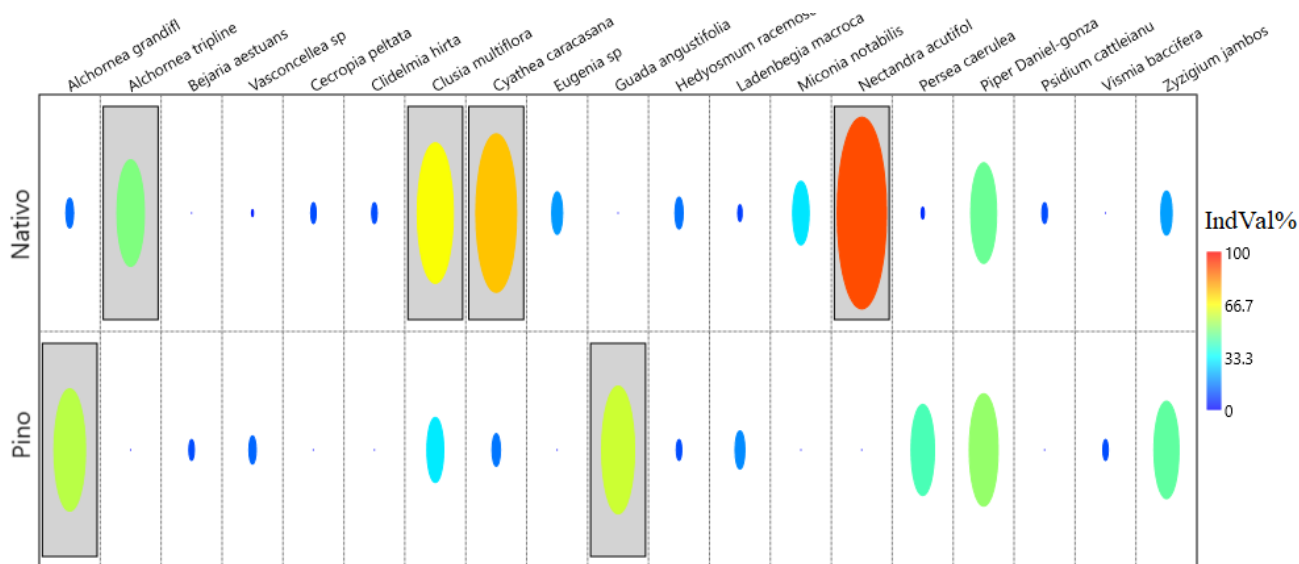 Alchornea grandifl
Alchornea tripline
Bejaria aestuans
Vasconcellea sp
Cecropia peltata
Clidelmia hirta
Clusia multiflora
Cyathea caracasana
Eugenia sp
Guada angustifolia
Hedyosmum racemos
Ladenbegia macroca
Miconia notabilis
Nectandra acutifol
Persea caerulea
Piper Daniel-gonza
Psidium cattleianu
Vismia baccifera
Zyzigium jambos
Nativo
Pino
IndVal%
100
66.7
33.3
0